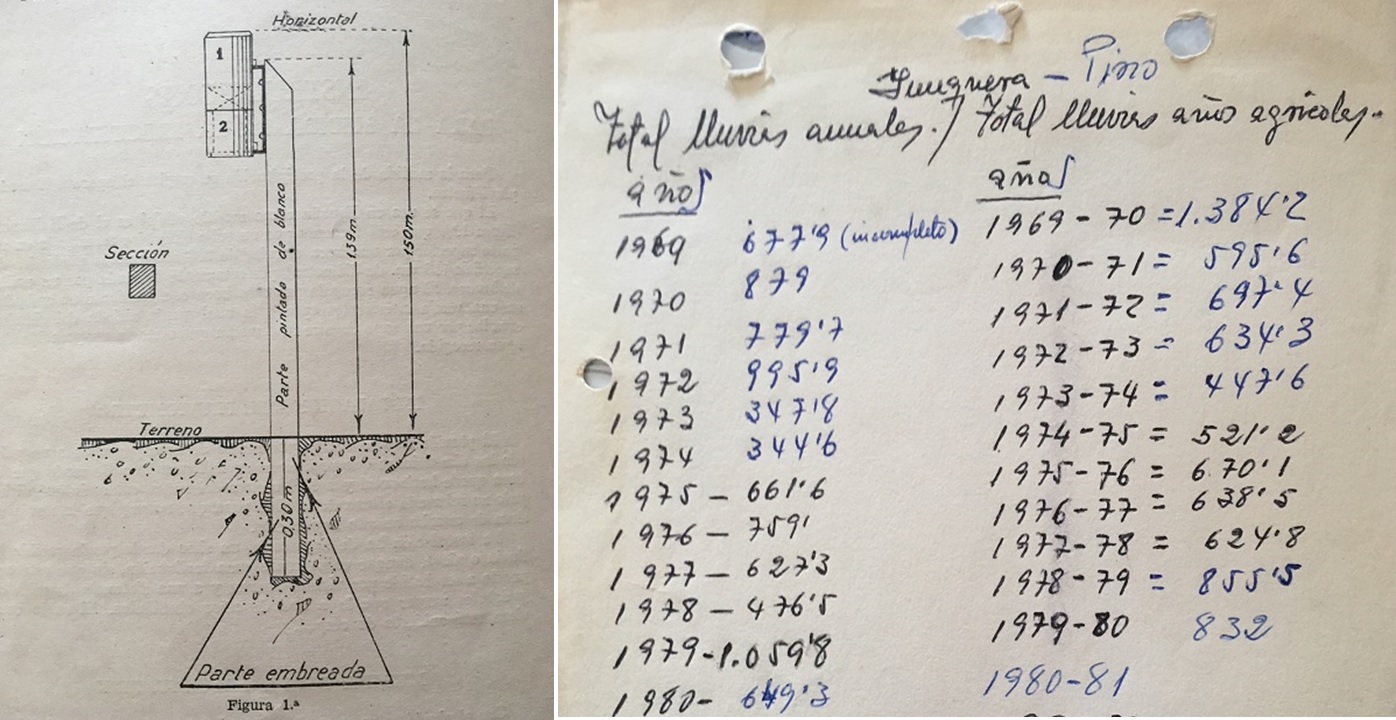 Horizontal
1
2
Sección
Parte pintada de blanco
1,39 m.
1,50 m.
Terreno
0,30 m
Parte embreada
Figura 1.ª
Junquera - Pino
Total lluvias anuales. / Total lluvias años agrícolas.
años
1969 677'9 (incompleto)
1970 879
1971 779'7
1972 995'9
1973 347'8
1974 344'6
1975 - 661'6
1976 - 759'
1977 - 627'3
1978 - 476'5
1979 - 1.059'8
1980 - 649'3
años
1969 - 70 = 1.384'2
1970 - 71 = 595'6
1971 - 72 = 697'4
1972 - 73 = 634'3
1973 - 74 = 447'6
1974 - 75 = 521'2
1975 - 76 = 670'1
1976 - 77 = 638'5
1977 - 78 = 624'8
1978 - 79 = 855'5
1979 - 80 832
1980 - 81